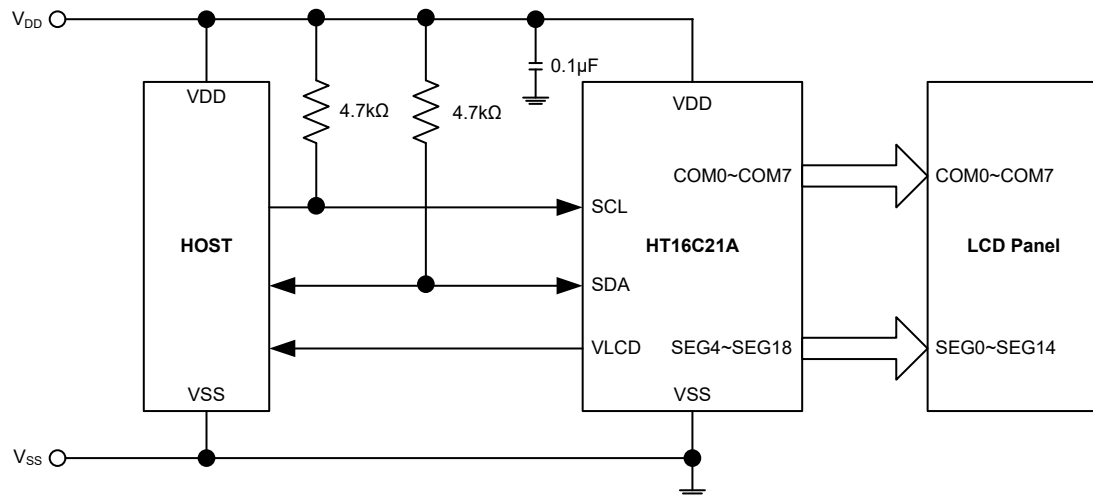 VDD
VDD
4.7kΩ
4.7kΩ
0.1µF
VDD
COM0~COM7
COM0~COM7
SCL
HOST
HT16C21A
LCD Panel
SDA
VLCD
SEG4~SEG18
SEG0~SEG14
VSS
VSS
VSS